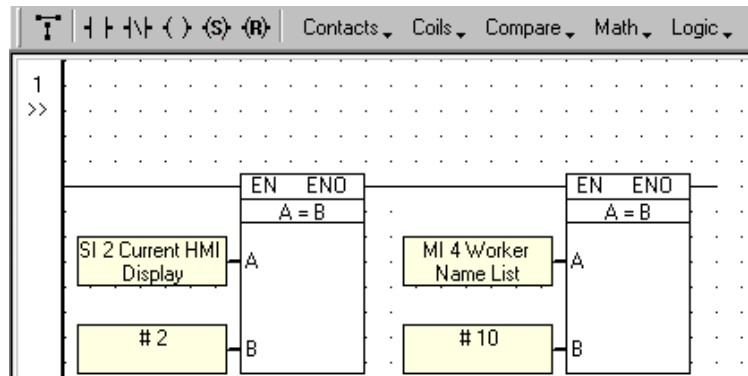 Contacts Coils Compare Math Logic
1
>>
EN ENO
A = B
SI 2 Current HMI
Display
A
# 2
B
EN ENO
A = B
MI 4 Worker
Name List
A
# 10
B